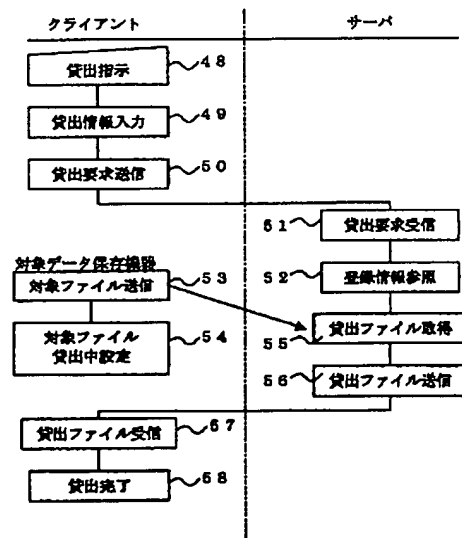 クライアント
サーバ
貸出指示
48
貸出情報入力
49
貸出要求送信
50
51
貸出要求受信
52
登録情報参照
対象データ保存機器
対象ファイル送信
53
対象ファイル
貸出中設定
54
貸出ファイル取得
55
56
貸出ファイル送信
貸出ファイル受信
57
貸出完了
58